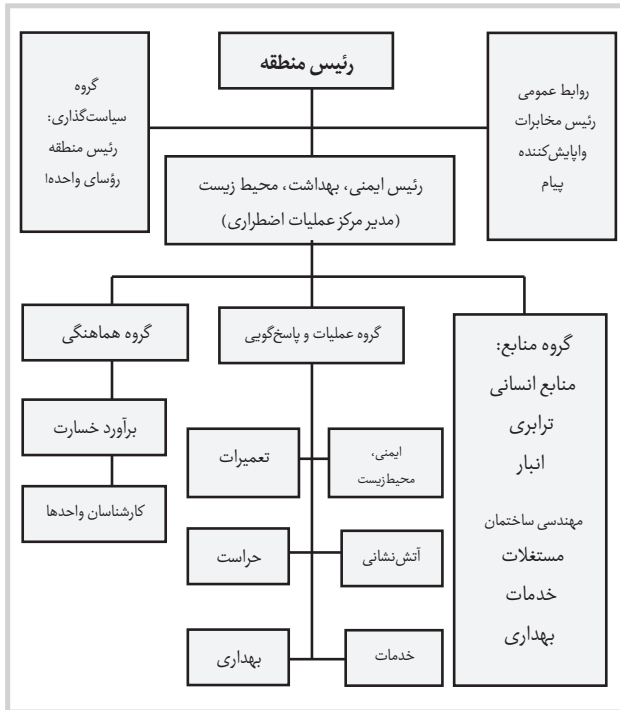 رئیس منطقه
روابط عمومی
رئیس مخابرات
واپایش‌کننده
پیام
گروه
سیاست‌گذاری:
رئیس منطقه
رؤسای واحدها
رئیس ایمنی، بهداشت، محیط زیست
(مدیر مرکز عملیات اضطراری)
گروه منابع:
منابع انسانی
ترابری
انبار
مهندسی ساختمان
مستغلات
خدمات
بهداری
گروه عملیات و پاسخ‌گویی
ایمنی،
محیط‌زیست
تعمیرات
آتش‌نشانی
حراست
خدمات
بهداری
گروه هماهنگی
برآورد خسارت
کارشناسان واحدها